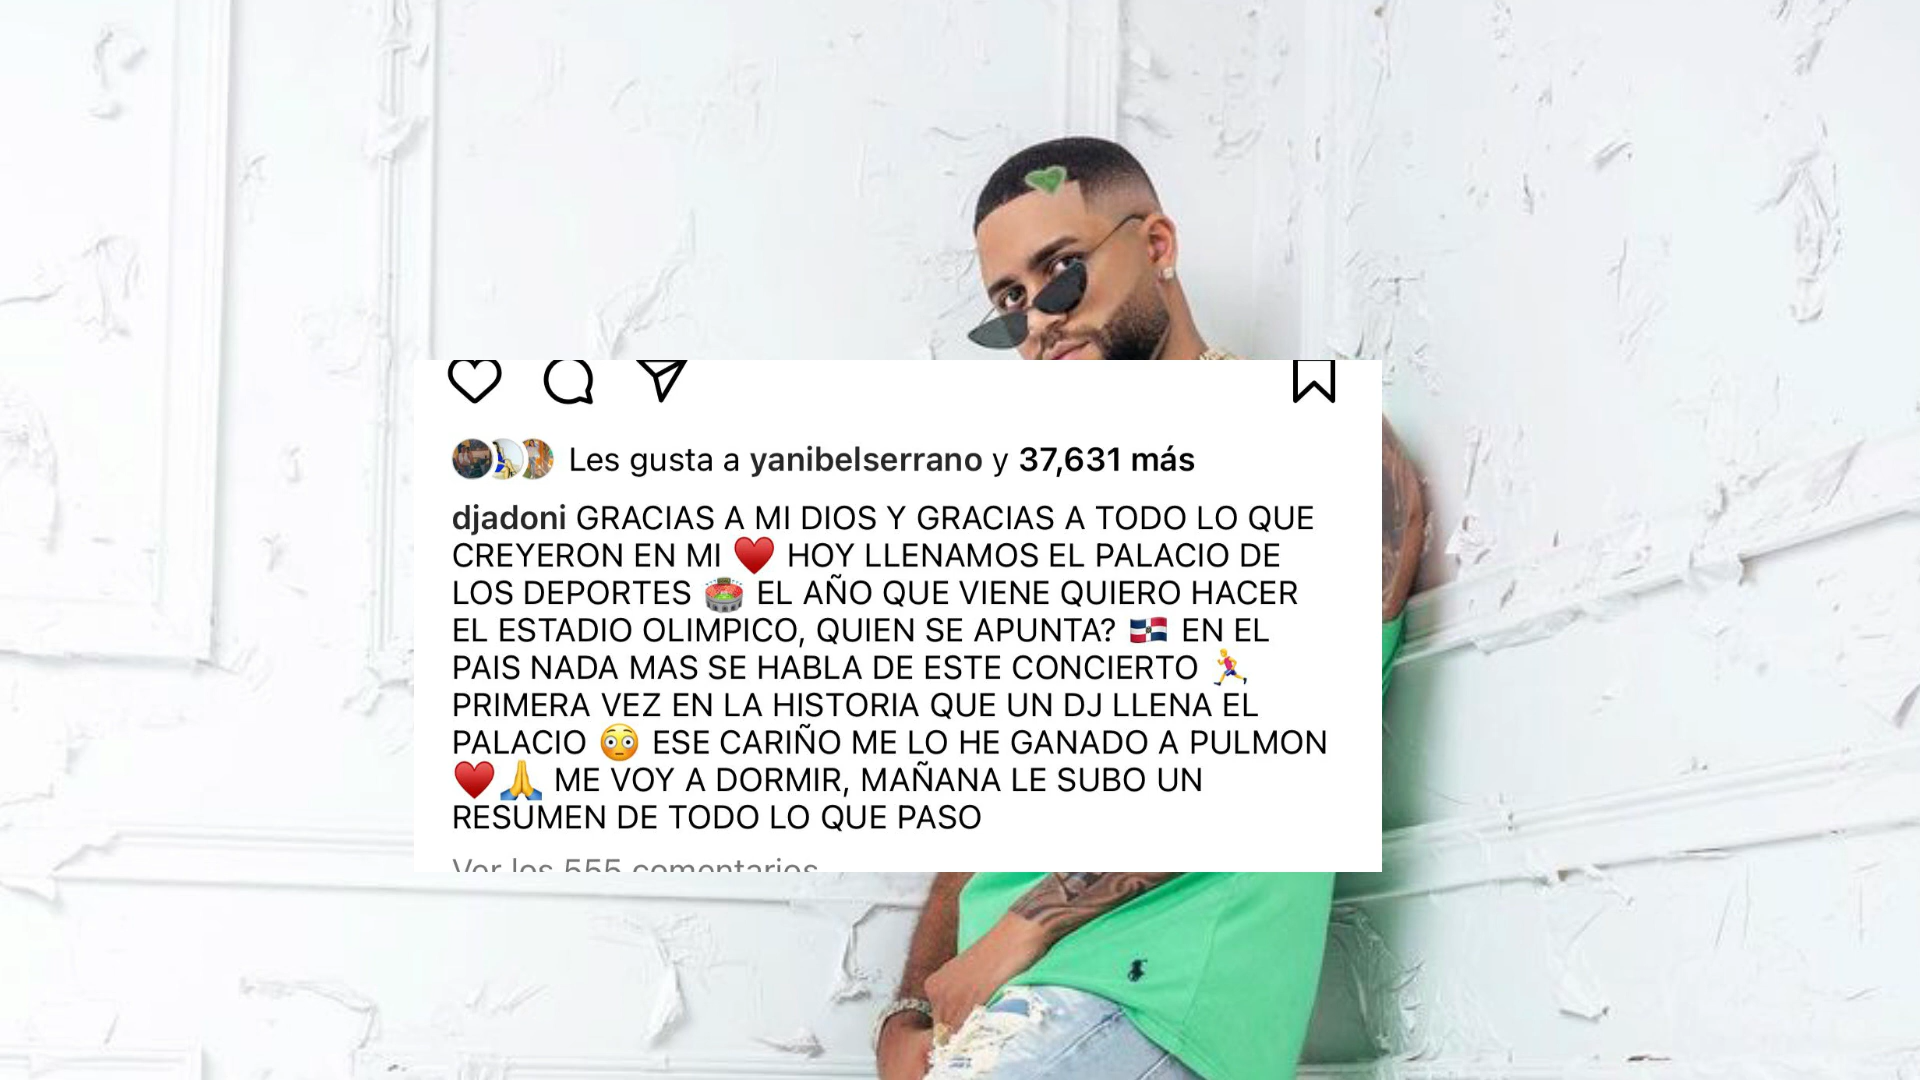 Les gusta a yanibelserrano y 37,631 más
djadoni GRACIAS A MI DIOS Y GRACIAS A TODO LO QUE
CREYERON EN MI ♥️ HOY LLENAMOS EL PALACIO DE
LOS DEPORTES 🏟️ EL AÑO QUE VIENE QUIERO HACER
EL ESTADIO OLIMPICO, QUIEN SE APUNTA? 🇩🇴 EN EL
PAIS NADA MAS SE HABLA DE ESTE CONCIERTO 🏃
PRIMERA VEZ EN LA HISTORIA QUE UN DJ LLENA EL
PALACIO 😳 ESE CARIÑO ME LO HE GANADO A PULMON
♥️🙏 ME VOY A DORMIR, MAÑANA LE SUBO UN
RESUMEN DE TODO LO QUE PASO
Ver los 555 comentarios